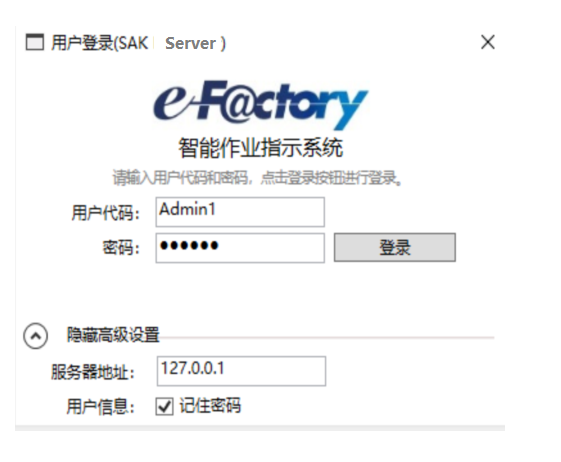 用户登录(SAK Server )
e-F@ctory
智能作业指示系统
请输入用户代码和密码，点击登录按钮进行登录。
用户代码： Admin1
密码： ●●●●●● 登录
隐藏高级设置
服务器地址： 127.0.0.1
用户信息： 记住密码